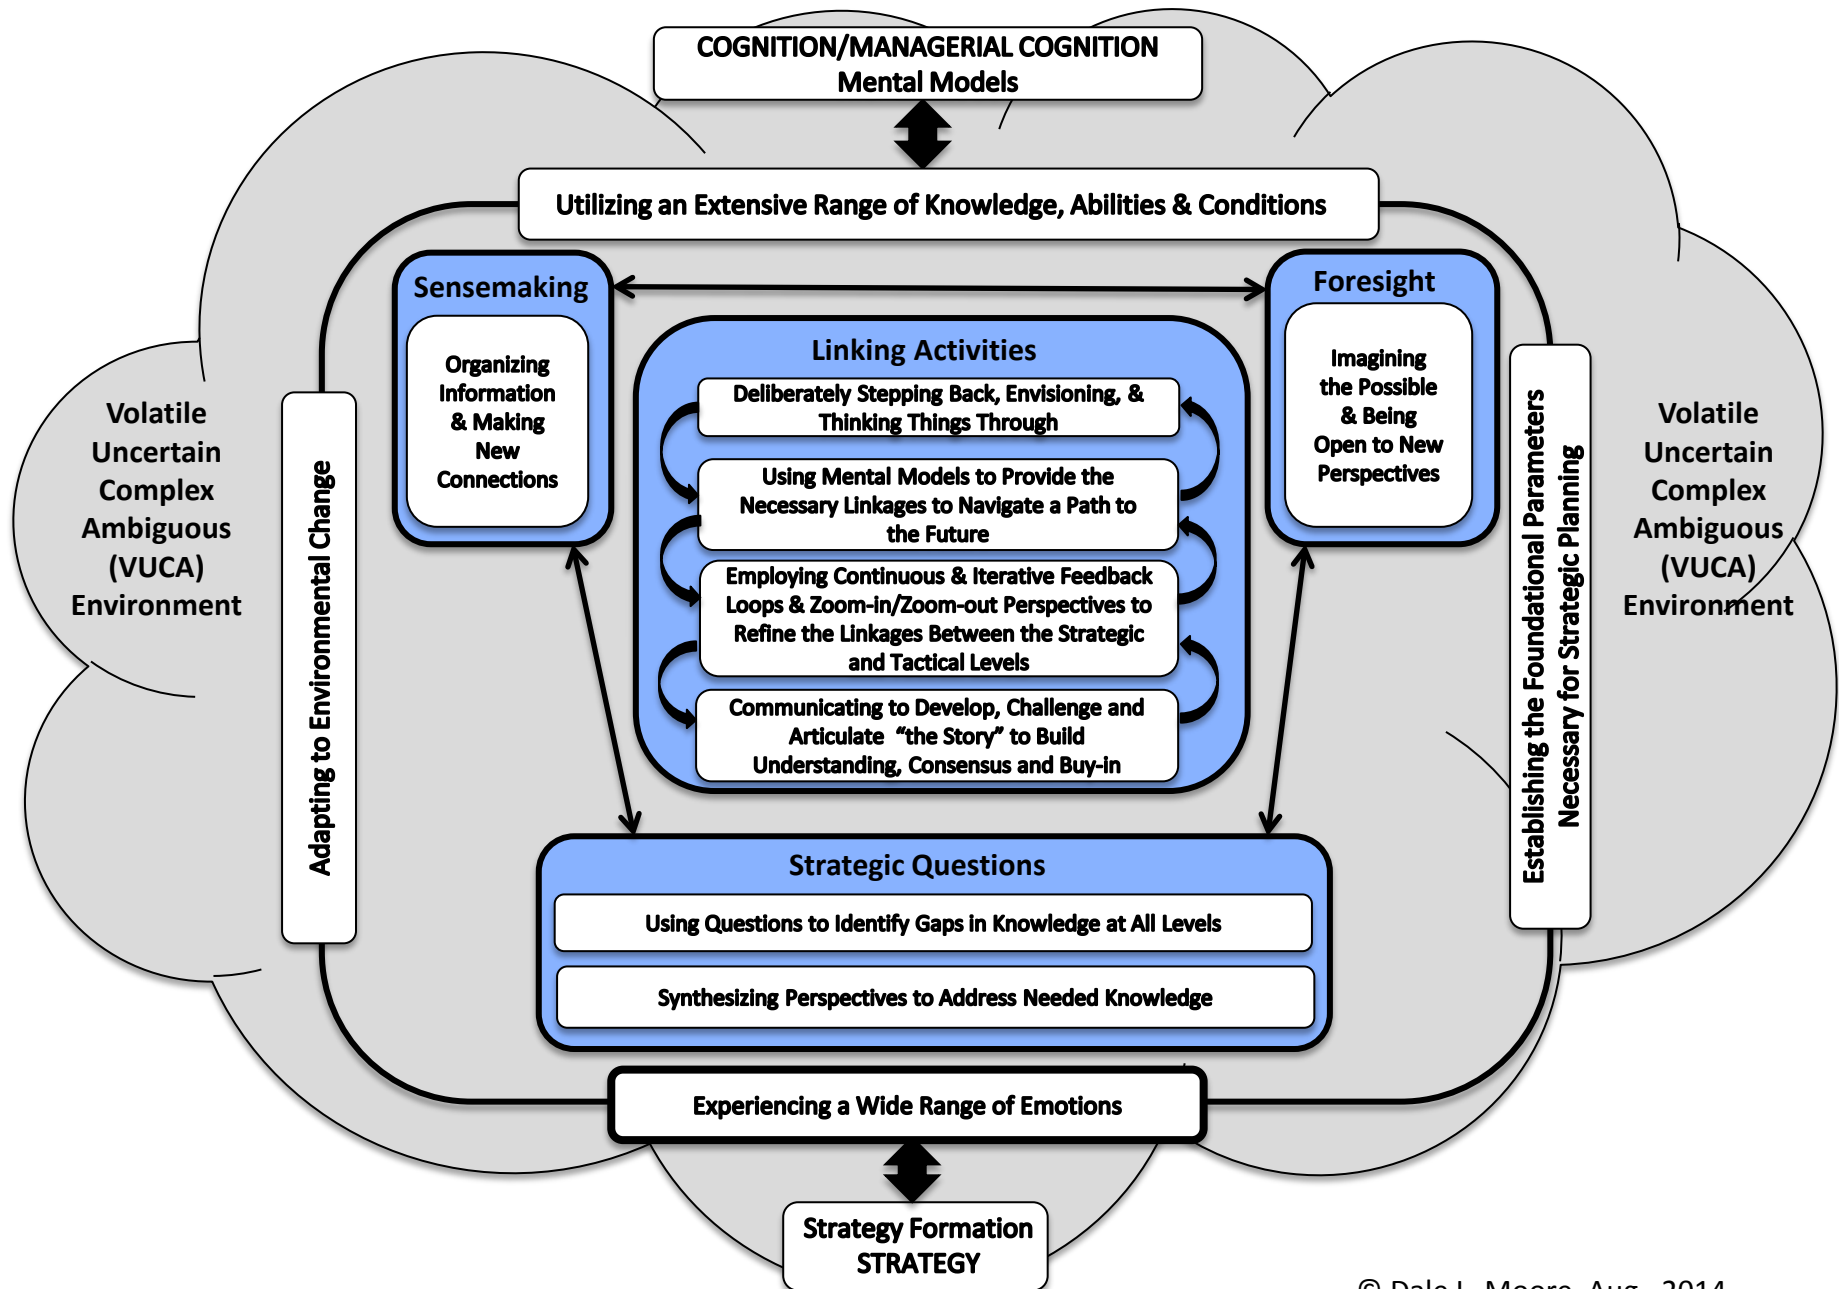 COGNITION/MANAGERIAL COGNITION
Mental Models
Utilizing an Extensive Range of Knowledge, Abilities & Conditions
Sensemaking
Organizing
Information
& Making
New
Connections
Foresight
Imagining
the Possible
& Being
Open to New
Perspectives
Linking Activities
Deliberately Stepping Back, Envisioning, &
Thinking Things Through
Using Mental Models to Provide the
Necessary Linkages to Navigate a Path to
the Future
Employing Continuous & Iterative Feedback
Loops & Zoom-in/Zoom-out Perspectives to
Refine the Linkages Between the Strategic
and Tactical Levels
Communicating to Develop, Challenge and
Articulate “the Story” to Build
Understanding, Consensus and Buy-in
Volatile
Uncertain
Complex
Ambiguous
(VUCA)
Environment
Adapting to Environmental Change
Establishing the Foundational Parameters
Necessary for Strategic Planning
Volatile
Uncertain
Complex
Ambiguous
(VUCA)
Environment
Strategic Questions
Using Questions to Identify Gaps in Knowledge at All Levels
Synthesizing Perspectives to Address Needed Knowledge
Experiencing a Wide Range of Emotions
Strategy Formation
STRATEGY
© Dale L. Moore, Aug., 2014